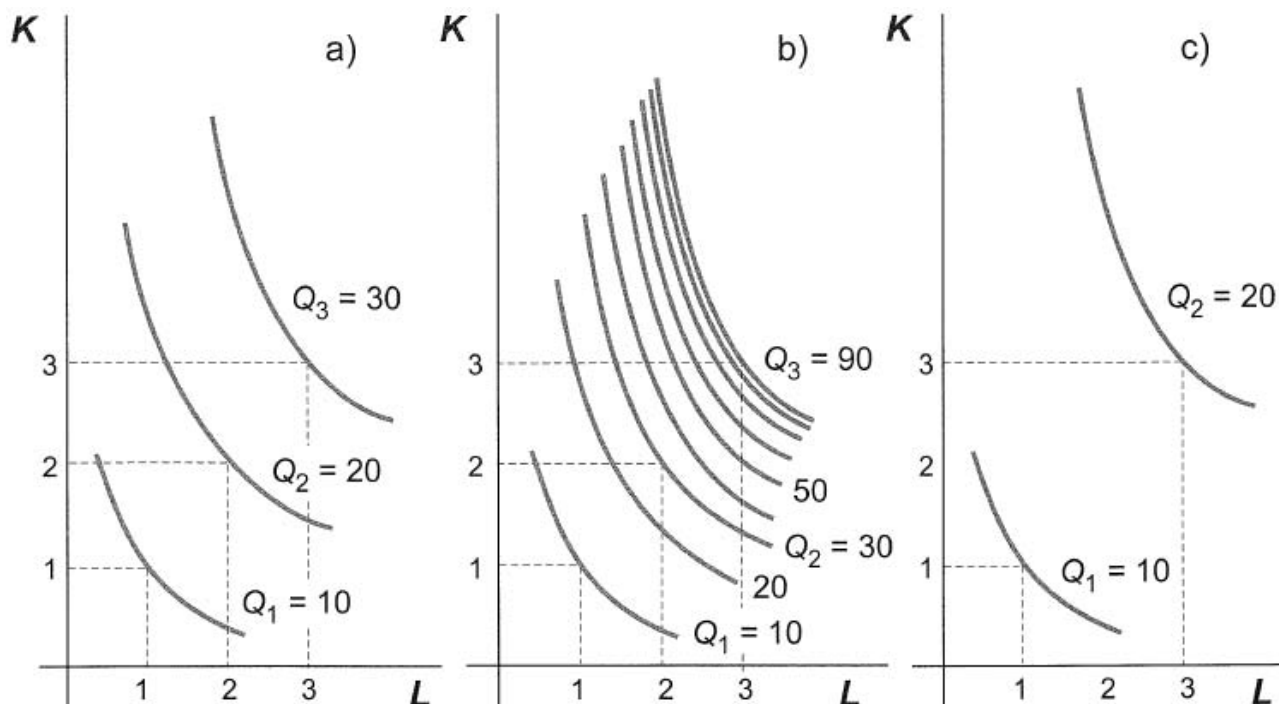 K
a)
Q3 = 30
3
2
Q2 = 20
1
Q1 = 10
1 2 3 L
K
b)
3
Q3 = 90
2
50
Q2 = 30
1
20
Q1 = 10
1 2 3 L
K
c)
Q2 = 20
3
2
1
Q1 = 10
1 2 3 L